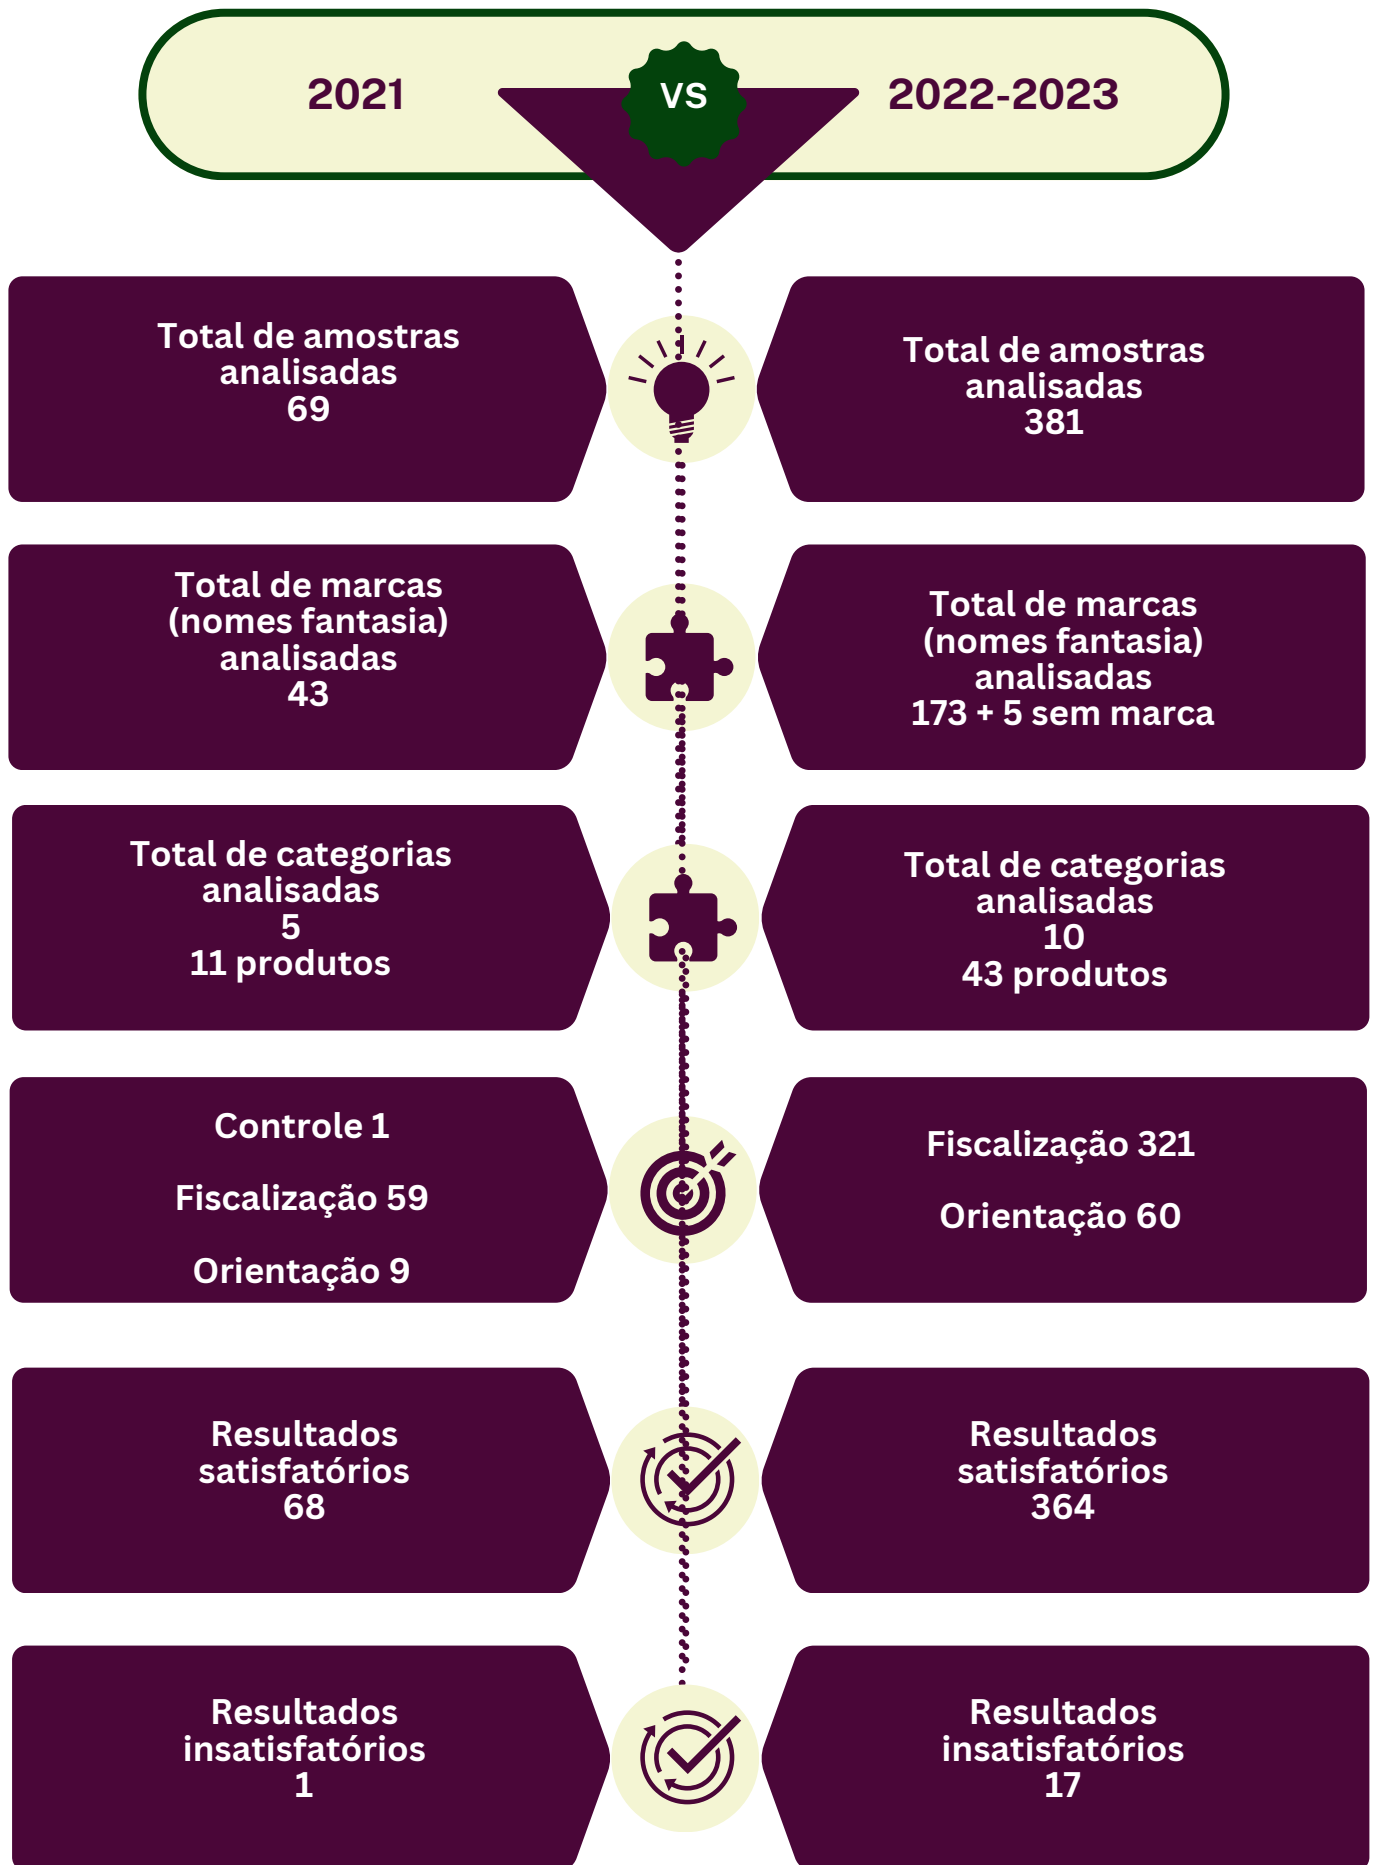 2021
VS
2022-2023
Total de amostras
analisadas
69
Total de amostras
analisadas
381
Total de marcas
(nomes fantasia)
analisadas
43
Total de marcas
(nomes fantasia)
analisadas
173 + 5 sem marca
Total de categorias
analisadas
5
11 produtos
Total de categorias
analisadas
10
43 produtos
Controle 1
Fiscalização 59
Orientação 9
Fiscalização 321
Orientação 60
Resultados
satisfatórios
68
Resultados
satisfatórios
364
Resultados
insatisfatórios
1
Resultados
insatisfatórios
17